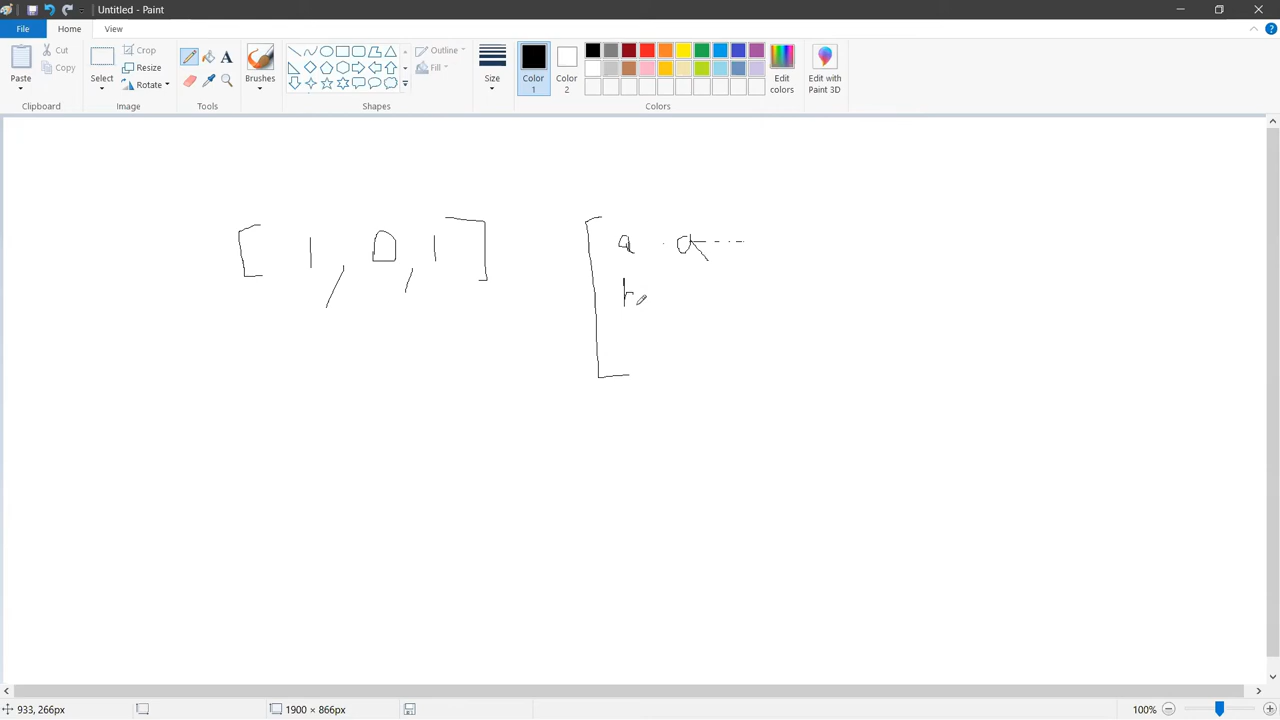 Untitled - Paint
File Home View
Paste
Cut
Copy
Clipboard
Select
Crop
Resize
Rotate
Image
Tools
Brushes
Shapes
Outline
Fill
Size
Color 1
Color 2
Colors
Edit colors
Edit with Paint 3D
[ 1, 0, 1 ] [ a a
933, 266px
1900 × 866px
100%